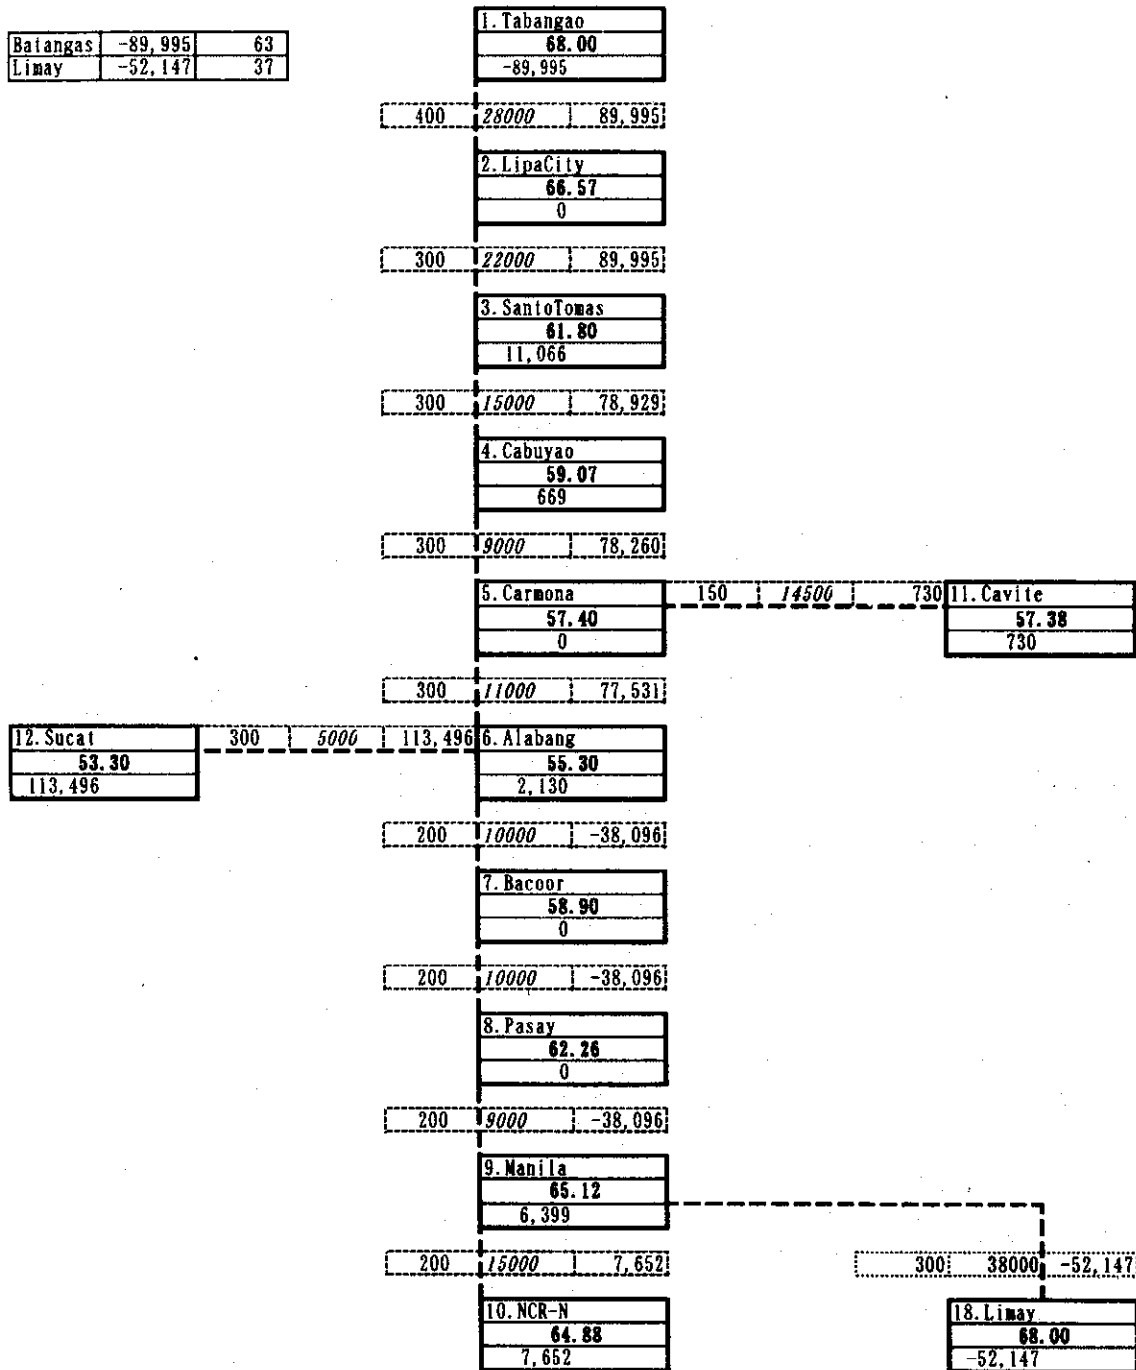 1. Tabangao
68.00
-89,995
Batangas -89,995 63
Limay -52,147 37
400 28000 89,995
2. LipaCity
66.57
0
300 22000 89,995
3. SantoTomas
61.80
11,066
300 15000 78,929
4. Cabuyao
59.07
669
300 9000 78,260
5. Carmona 150 14500 730 11. Cavite
57.40 57.38
0 730
300 11000 77,531
12. Sucat 300 5000 113,496 6. Alabang
53.30 55.30
113,496 2,130
200 10000 -38,096
7. Bacoor
58.90
0
200 10000 -38,096
8. Pasay
62.26
0
200 9000 -38,096
9. Manila
65.12
6,399
200 15000 7,652 300 38000 -52,147
10. NCR-N 18. Limay
64.88 68.00
7,652 -52,147